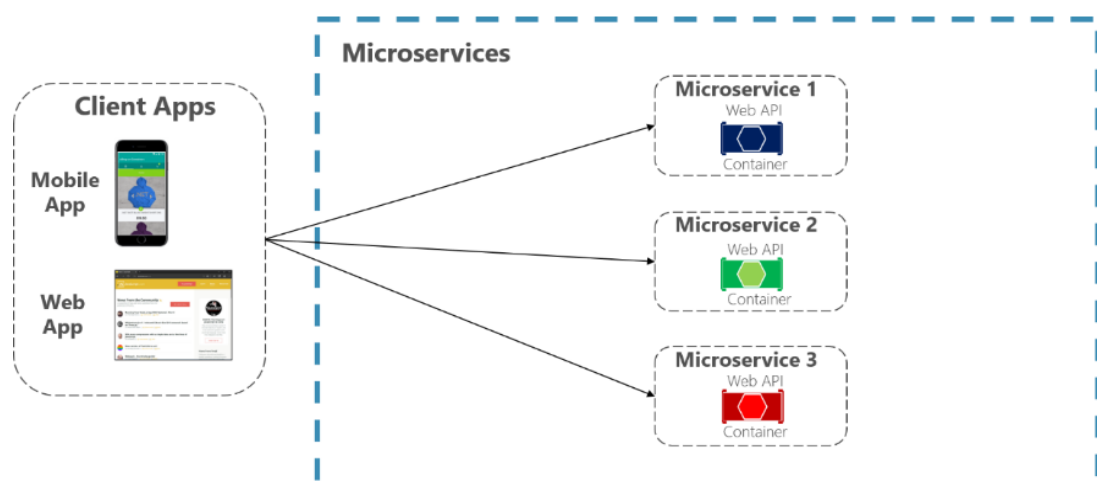 Microservices
Client Apps
Mobile
App
Web
App
Microservice 1
Web API
Container
Microservice 2
Web API
Container
Microservice 3
Web API
Container